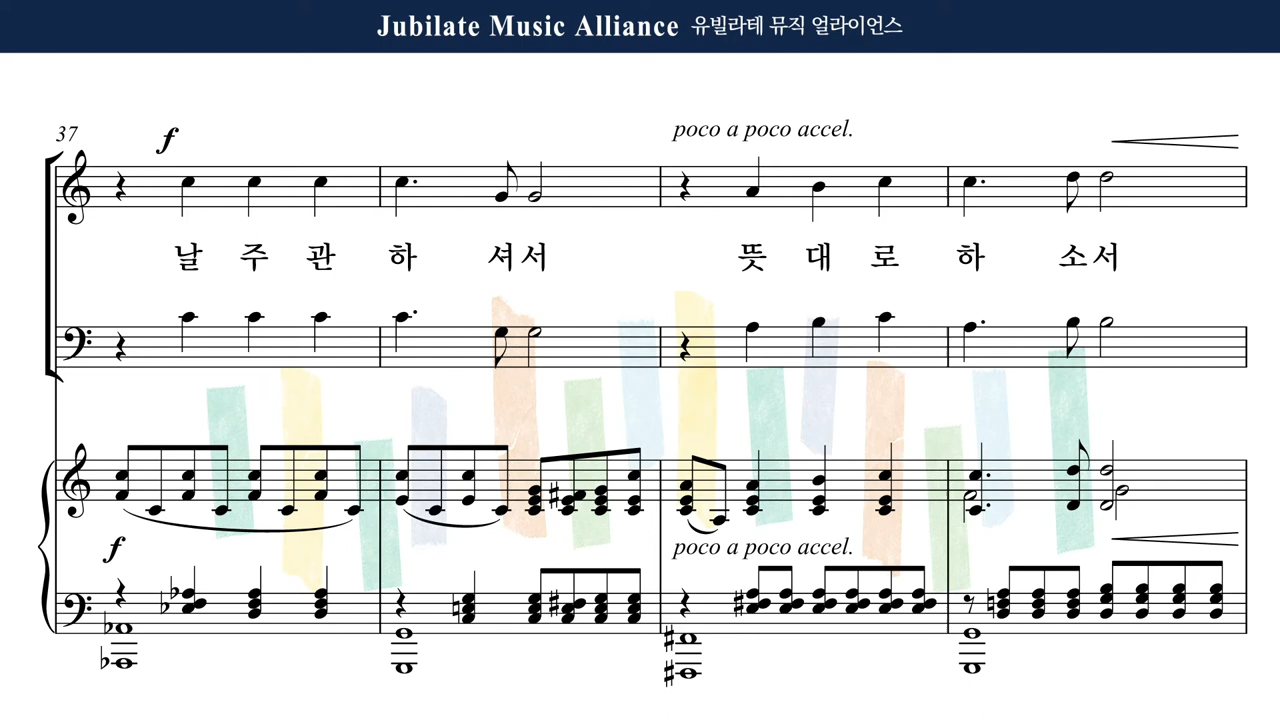 Jubilate Music Alliance 유빌라테 뮤직 얼라이언스
37
f
poco a poco accel.
날 주 관 하 셔 서 뜻 대 로 하 소 서
f
poco a poco accel.